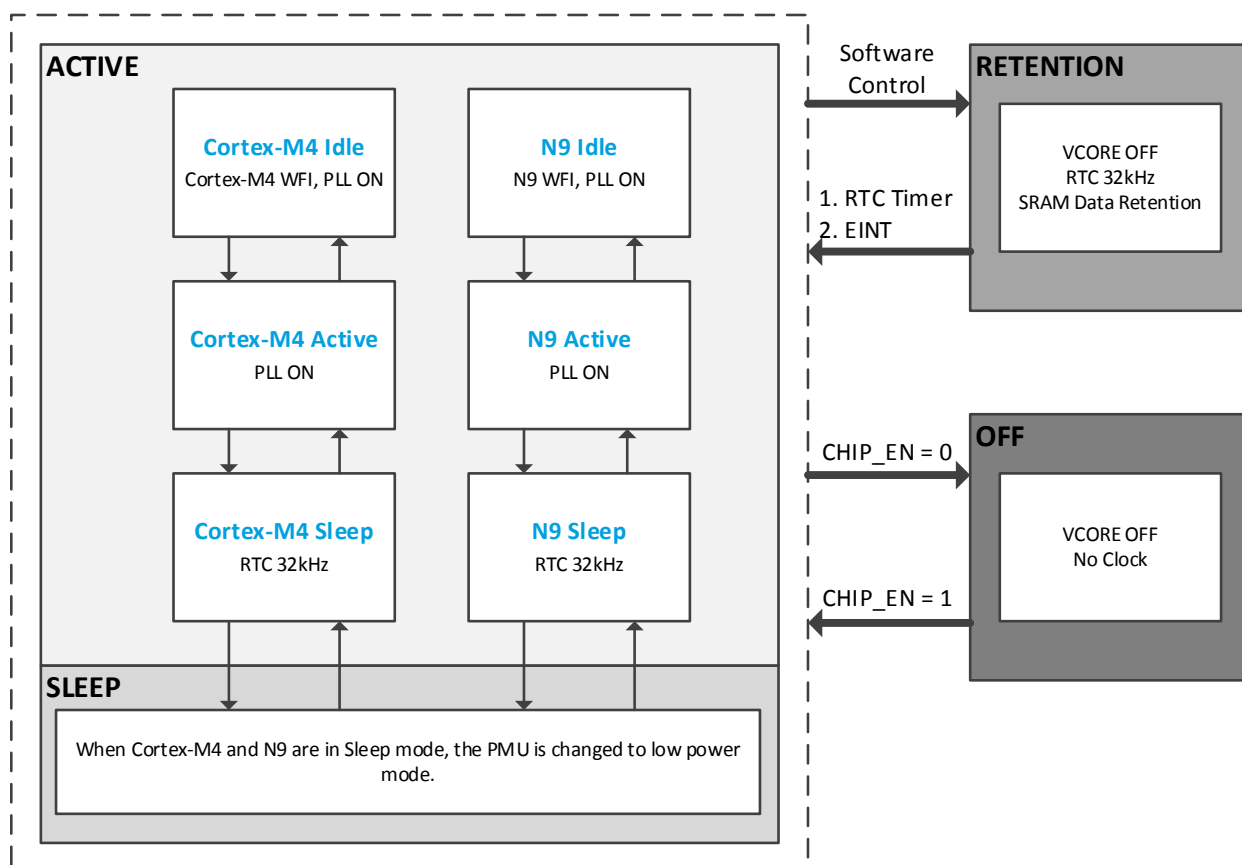 ACTIVE
Cortex-M4 Idle
Cortex-M4 WFI, PLL ON
N9 Idle
N9 WFI, PLL ON
Cortex-M4 Active
PLL ON
N9 Active
PLL ON
Cortex-M4 Sleep
RTC 32kHz
N9 Sleep
RTC 32kHz
SLEEP
When Cortex-M4 and N9 are in Sleep mode, the PMU is changed to low power
mode.
Software
Control
1. RTC Timer
2. EINT
RETENTION
VCORE OFF
RTC 32kHz
SRAM Data Retention
CHIP_EN = 0
CHIP_EN = 1
OFF
VCORE OFF
No Clock